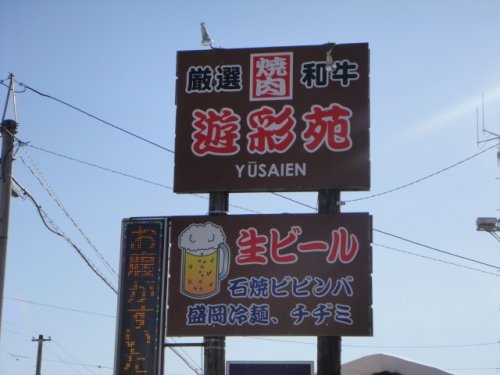 厳選 焼肉 和牛
遊彩苑
YŪSAIEN
生ビール
石焼ビビンバ
盛岡冷麺、チヂミ
お腹がすいた